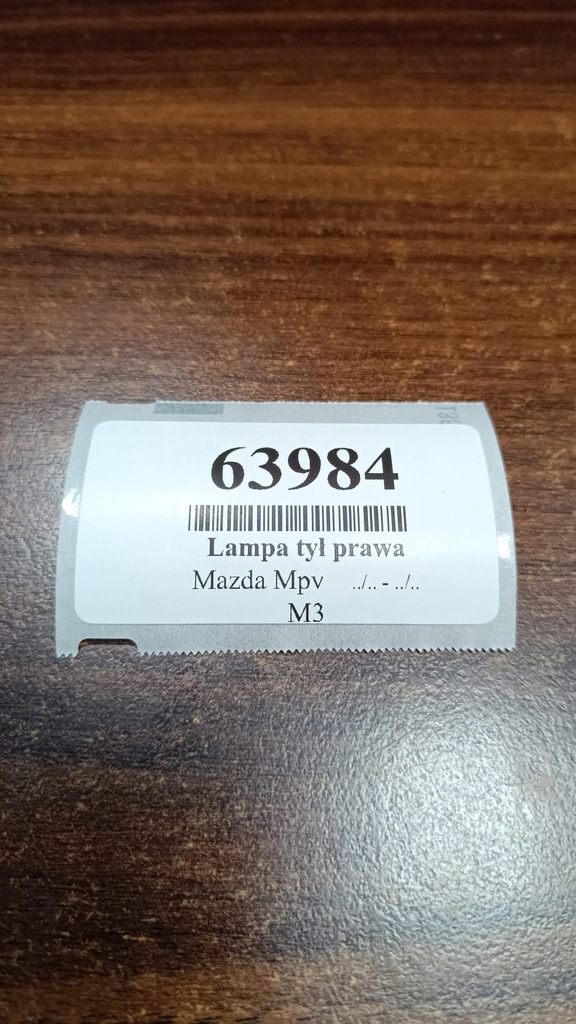 63984
Lampa tył prawa
Mazda Mpv ../.. - ../..
M3